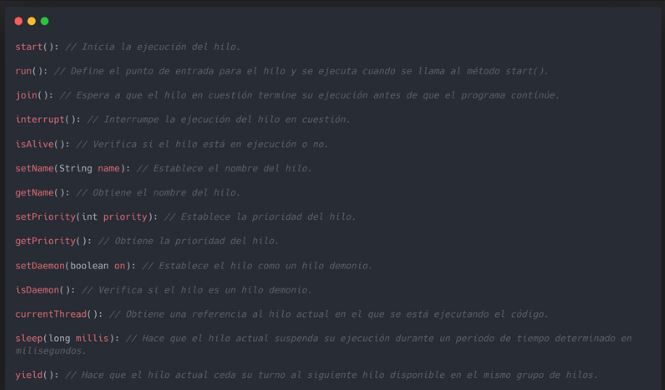 start(): // Inicia la ejecución del hilo.
run(): // Define el punto de entrada para el hilo y se ejecuta cuando se llama al método start().
join(): // Espera a que el hilo en cuestión termine su ejecución antes de que el programa continúe.
interrupt(): // Interrumpe la ejecución del hilo en cuestión.
isAlive(): // Verifica si el hilo está en ejecución o no.
setName(String name): // Establece el nombre del hilo.
getName(): // Obtiene el nombre del hilo.
setPriority(int priority): // Establece la prioridad del hilo.
getPriority(): // Obtiene la prioridad del hilo.
setDaemon(boolean on): // Establece el hilo como un hilo demonio.
isDaemon(): // Verifica si el hilo es un hilo demonio.
currentThread(): // Obtiene una referencia al hilo actual en el que se está ejecutando el código.
sleep(long millis): // Hace que el hilo actual suspenda su ejecución durante un período de tiempo determinado en
milisegundos.
yield(): // Hace que el hilo actual ceda su turno al siguiente hilo disponible en el mismo grupo de hilos.